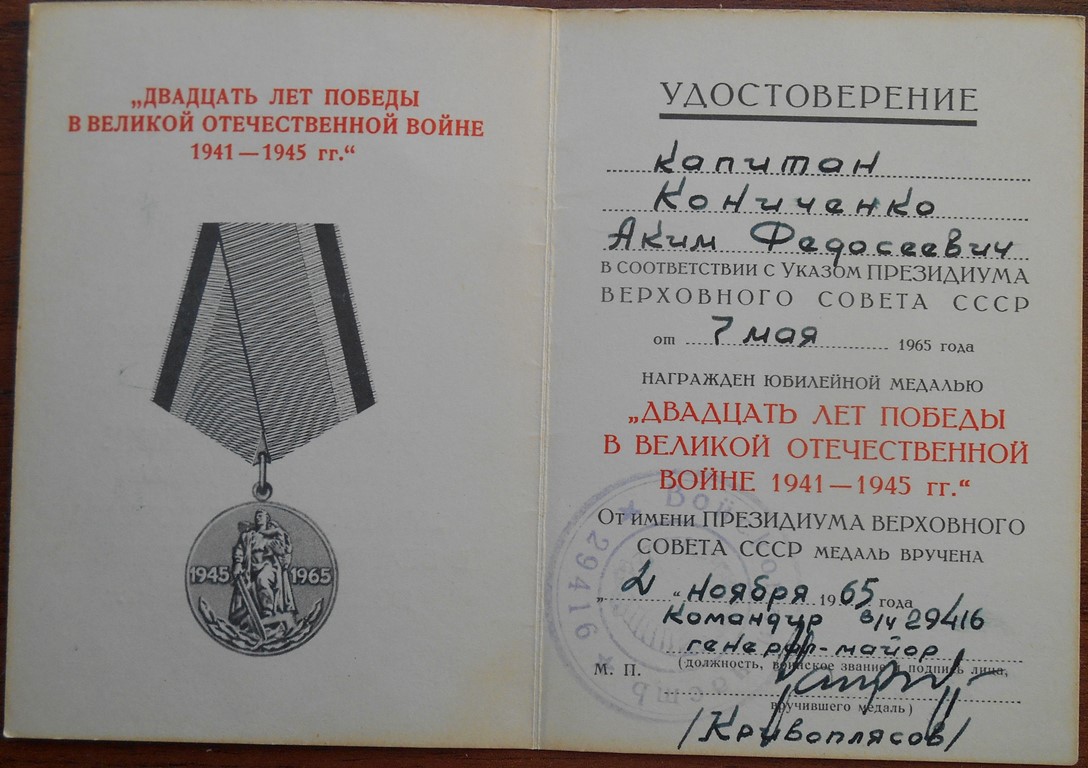 „ДВАДЦАТЬ ЛЕТ ПОБЕДЫ
В ВЕЛИКОЙ ОТЕЧЕСТВЕННОЙ ВОЙНЕ
1941—1945 гг.“
1945 1965
УДОСТОВЕРЕНИЕ
капитан
Кониченко
Аким Федосеевич
В СООТВЕТСТВИИ С УКАЗОМ ПРЕЗИДИУМА
ВЕРХОВНОГО СОВЕТА СССР
от 7 мая 1965 года
НАГРАЖДЕН ЮБИЛЕЙНОЙ МЕДАЛЬЮ
„ДВАДЦАТЬ ЛЕТ ПОБЕДЫ
В ВЕЛИКОЙ ОТЕЧЕСТВЕННОЙ
ВОЙНЕ 1941—1945 гг.“
ОТ ИМЕНИ ПРЕЗИДИУМА ВЕРХОВНОГО
СОВЕТА СССР МЕДАЛЬ ВРУЧЕНА
„2“ ноября 1965 года
Командир в/ч 29416
генерал-майор
М. П. (должность, воинское звание и подпись лица,
вручившего медаль)
/Кривоплясов/
29416